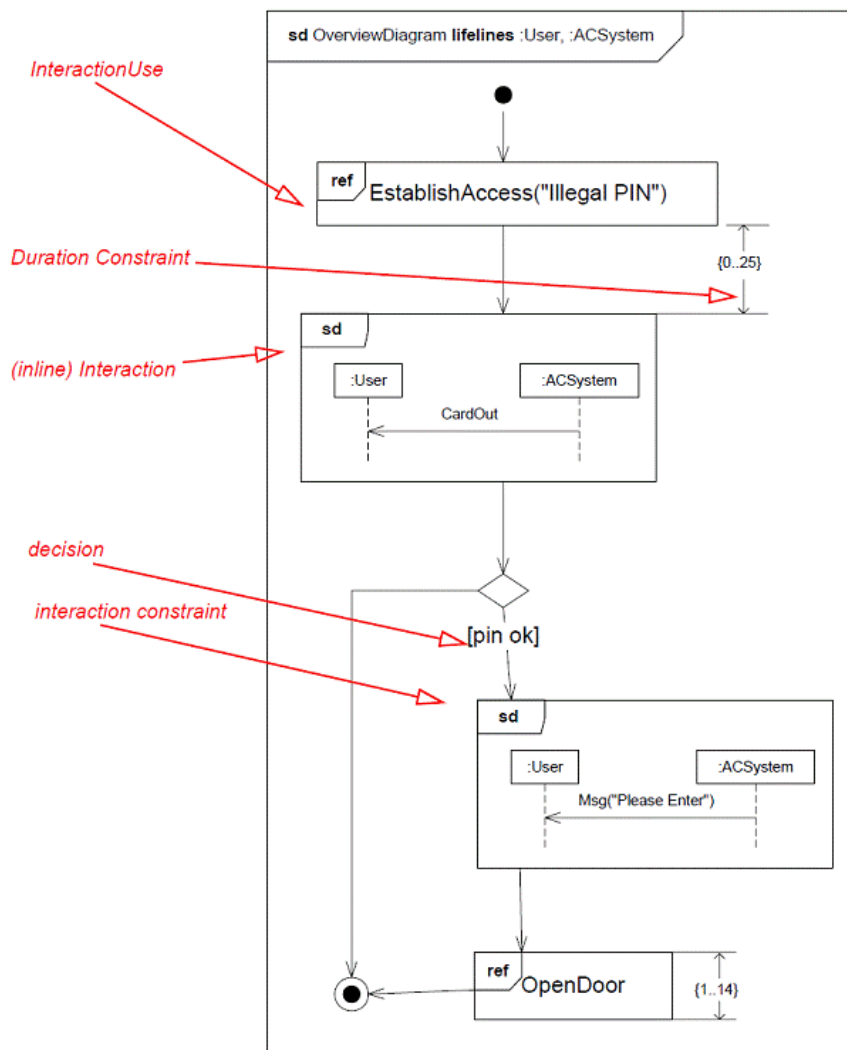 sd OverviewDiagram lifelines :User, :ACSystem
InteractionUse
ref
EstablishAccess("Illegal PIN")
Duration Constraint
{0..25}
sd
(inline) Interaction
:User
:ACSystem
CardOut
decision
interaction constraint
[pin ok]
sd
:User
:ACSystem
Msg("Please Enter")
ref
OpenDoor
{1..14}